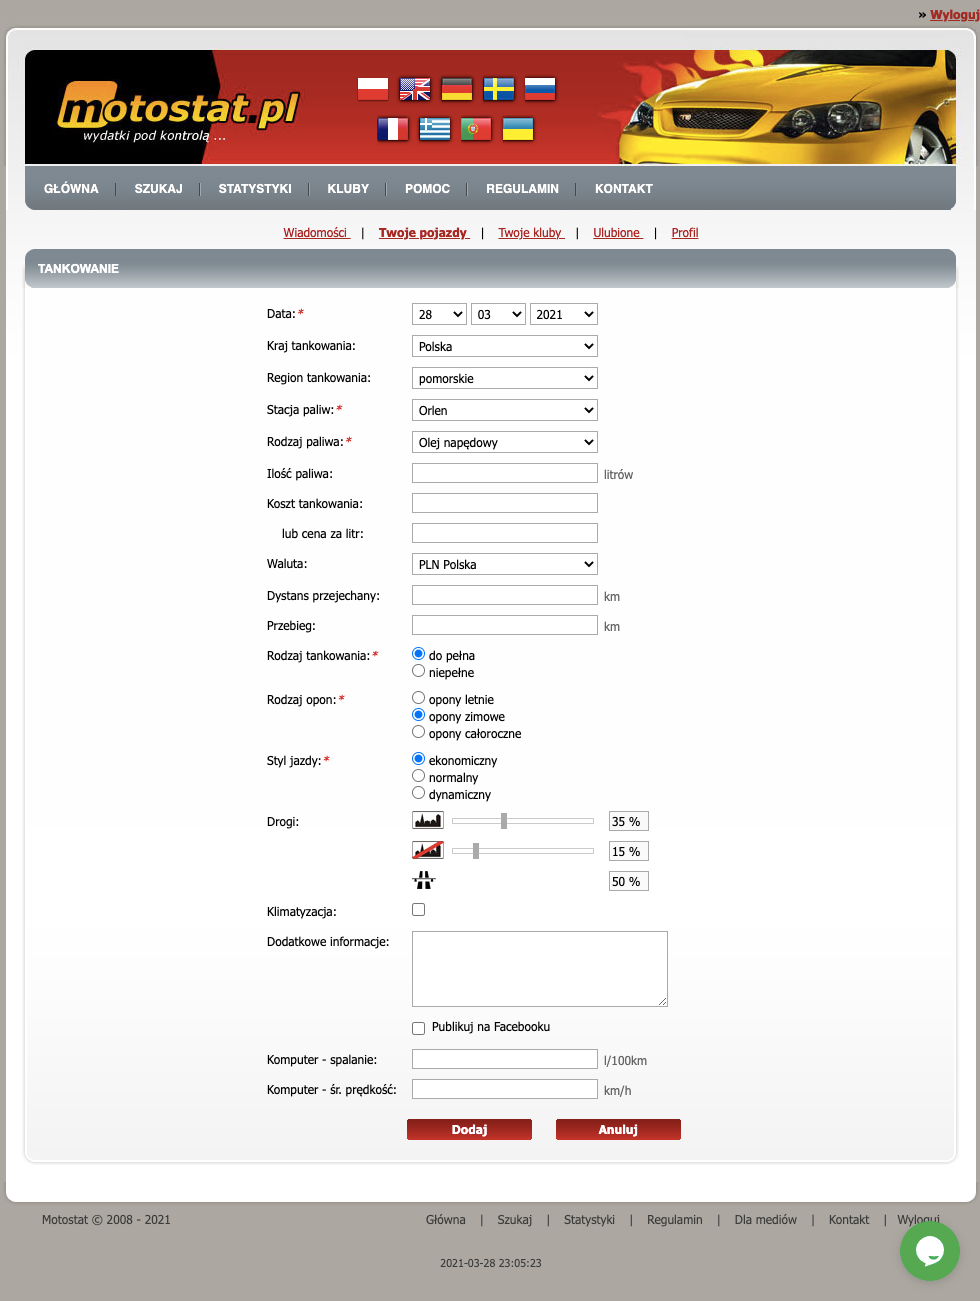 » Wyloguj
motostat.pl
wydatki pod kontrolą ...
GŁÓWNA | SZUKAJ | STATYSTYKI | KLUBY | POMOC | REGULAMIN | KONTAKT
Wiadomości | Twoje pojazdy | Twoje kluby | Ulubione | Profil
TANKOWANIE
Data:* 28 03 2021
Kraj tankowania: Polska
Region tankowania: pomorskie
Stacja paliw:* Orlen
Rodzaj paliwa:* Olej napędowy
Ilość paliwa: litrów
Koszt tankowania:
lub cena za litr:
Waluta: PLN Polska
Dystans przejechany: km
Przebieg: km
Rodzaj tankowania:* do pełna
niepełne
Rodzaj opon:* opony letnie
opony zimowe
opony całoroczne
Styl jazdy:* ekonomiczny
normalny
dynamiczny
Drogi: 35 %
15 %
50 %
Klimatyzacja:
Dodatkowe informacje:
Publikuj na Facebooku
Komputer - spalanie: l/100km
Komputer - śr. prędkość: km/h
Dodaj Anuluj
Motostat © 2008 - 2021 Główna | Szukaj | Statystyki | Regulamin | Dla mediów | Kontakt | Wyloguj
2021-03-28 23:05:23